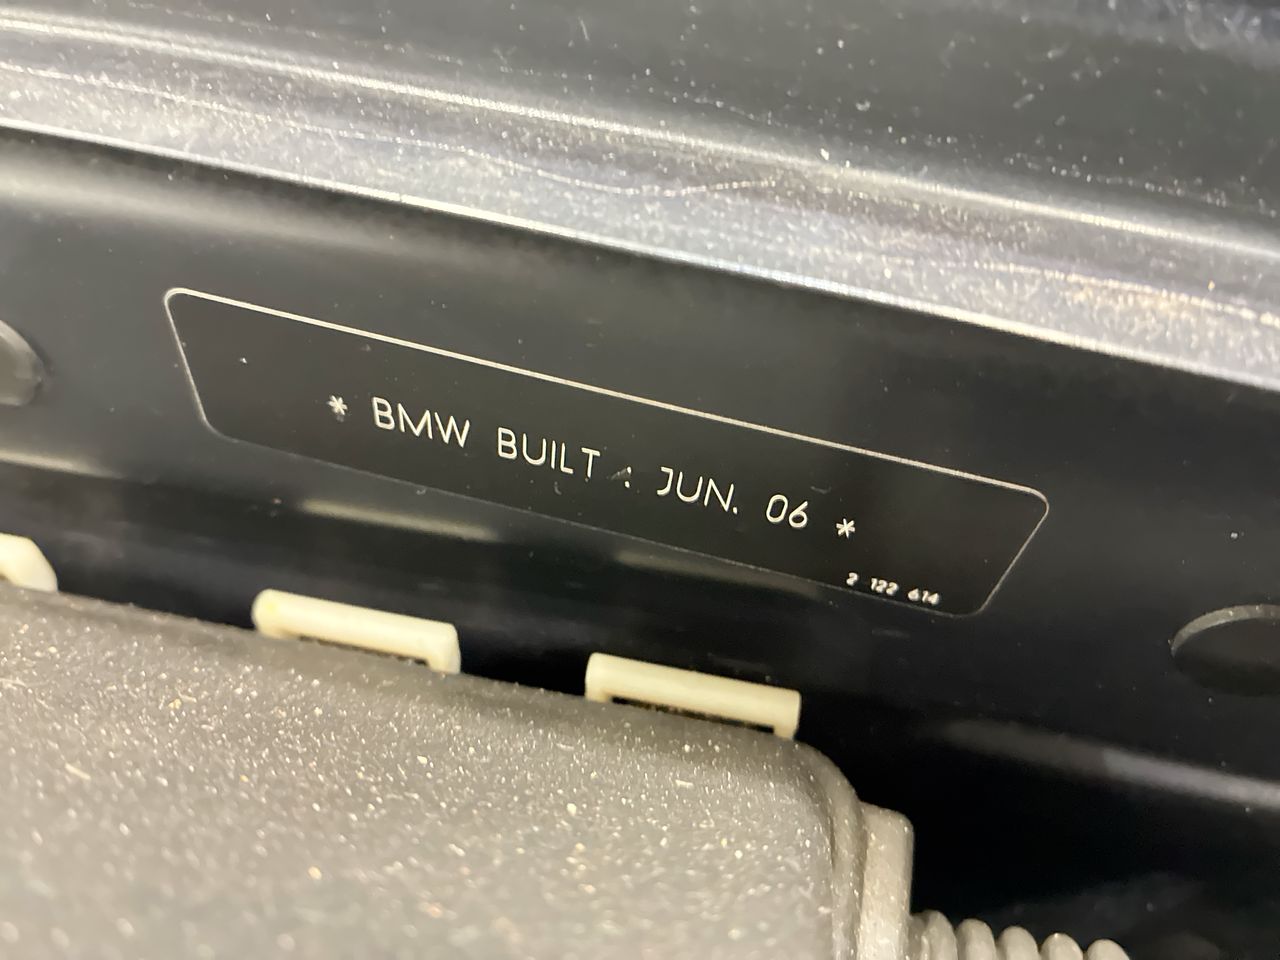 * BMW BUILT : JUN. 06 *
2 122 614